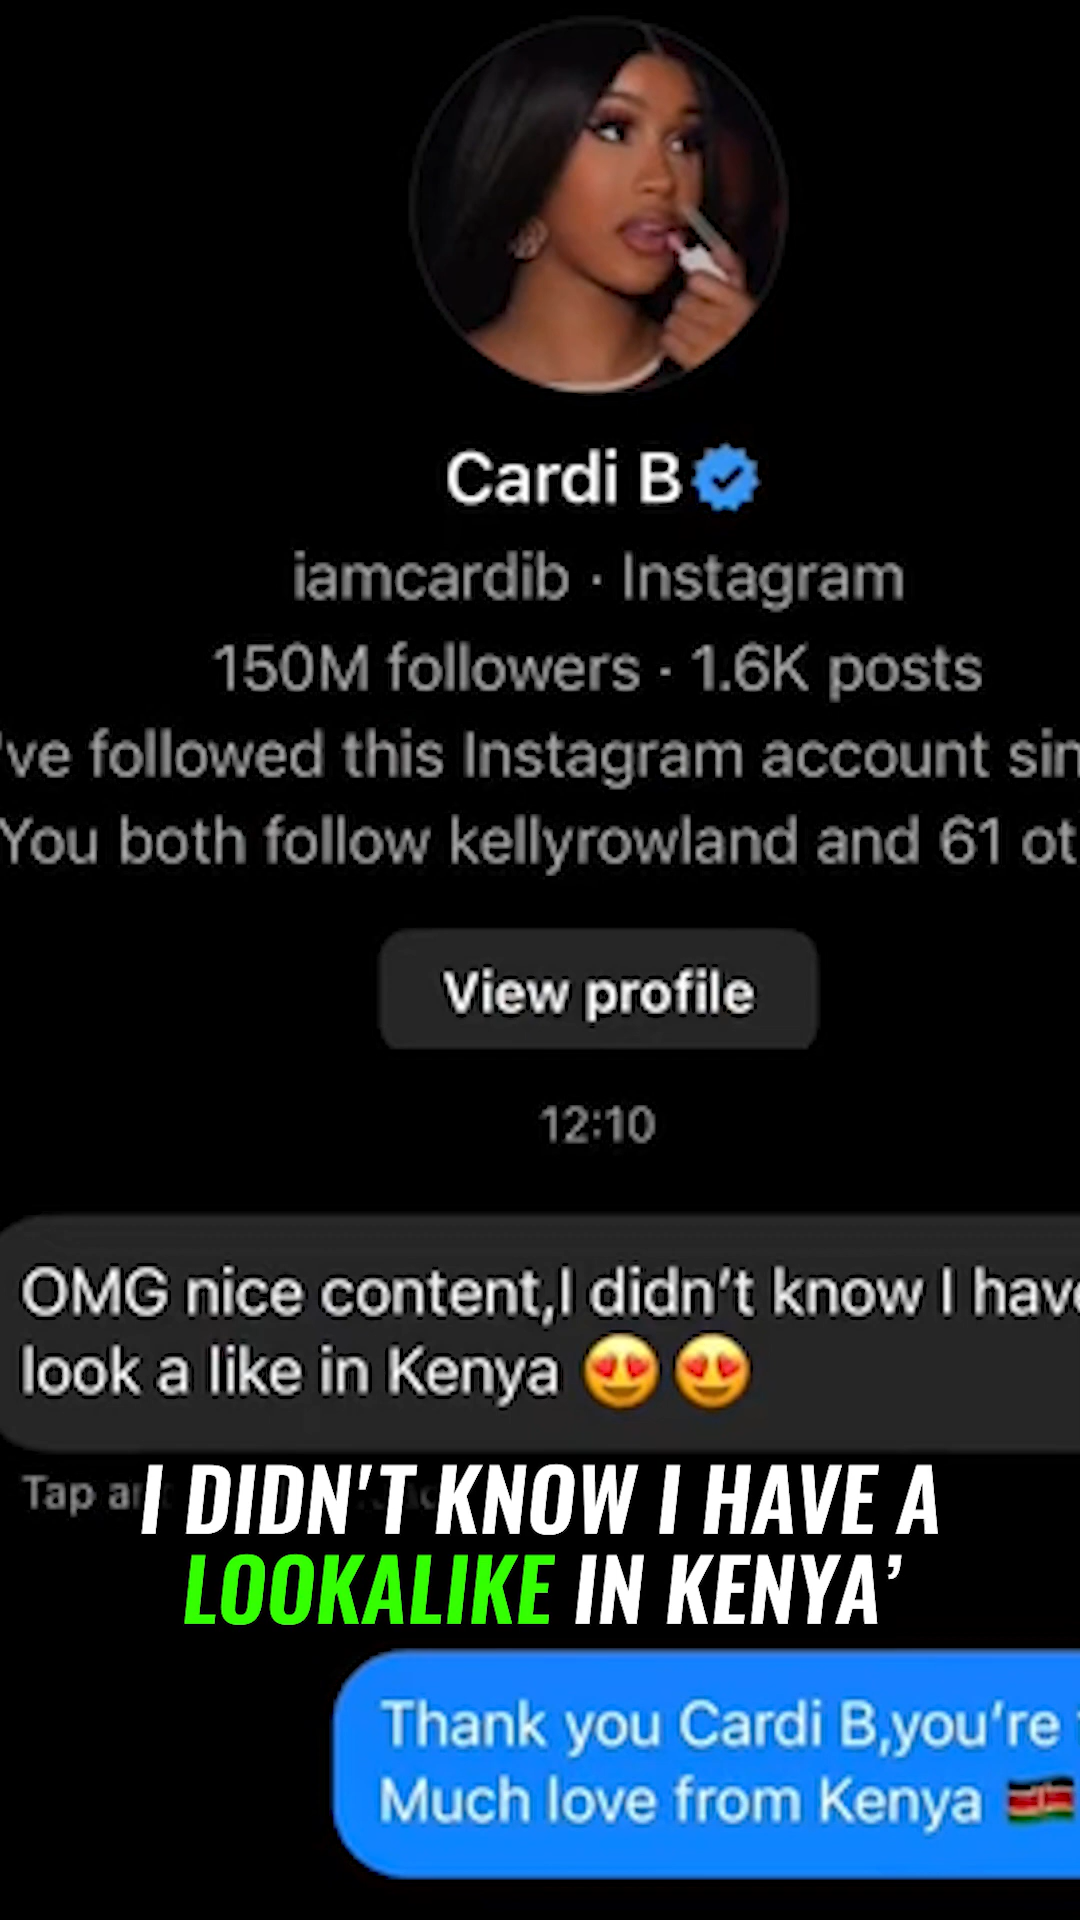 Cardi B
iamcardib · Instagram
150M followers · 1.6K posts
've followed this Instagram account sin
You both follow kellyrowland and 61 ot
View profile
12:10
OMG nice content,I didn't know I have
look a like in Kenya 😍 😍
Tap an
I DIDN'T KNOW I HAVE A
LOOKALIKE IN KENYA’
Thank you Cardi B,you're
Much love from Kenya 🇰🇪